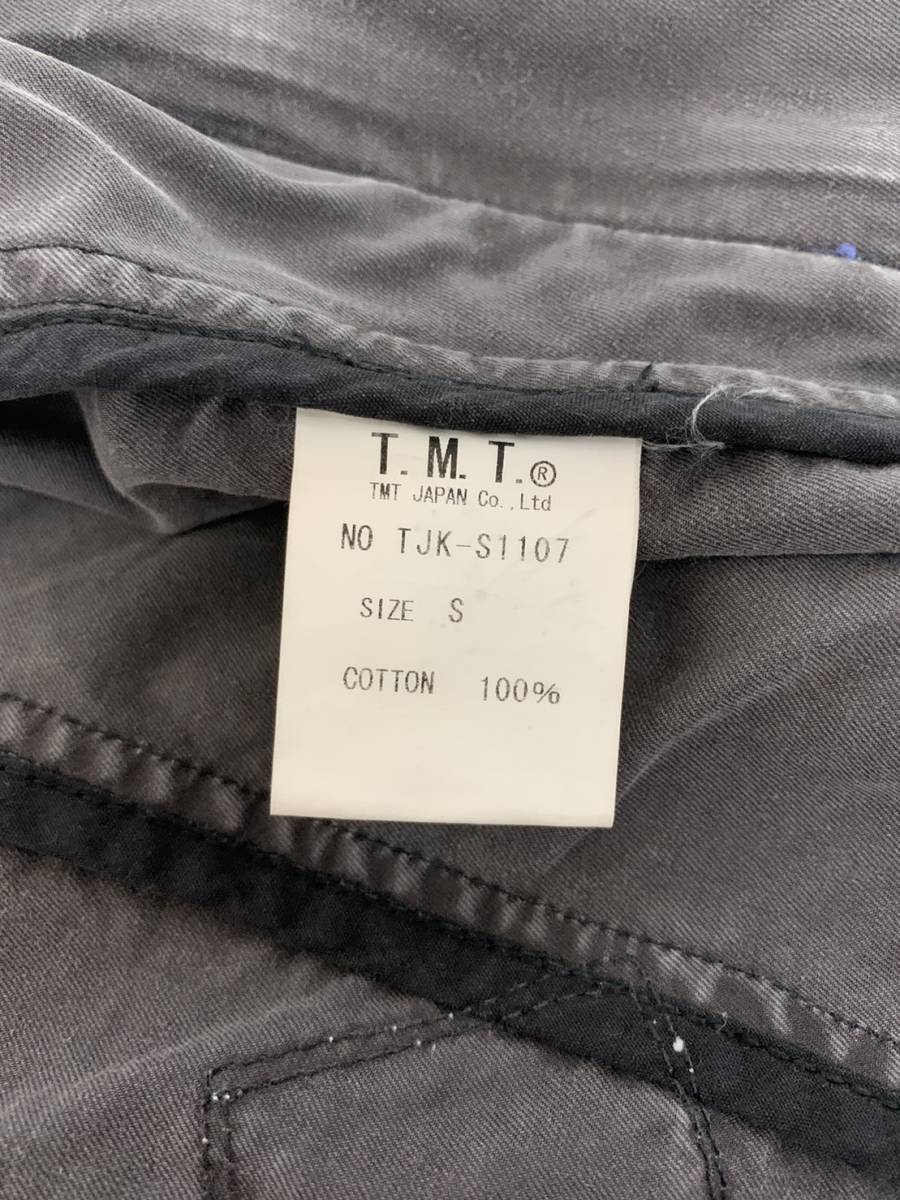 T. M. T.®
TMT JAPAN Co.,Ltd
NO TJK-S1107
SIZE S
COTTON 100%